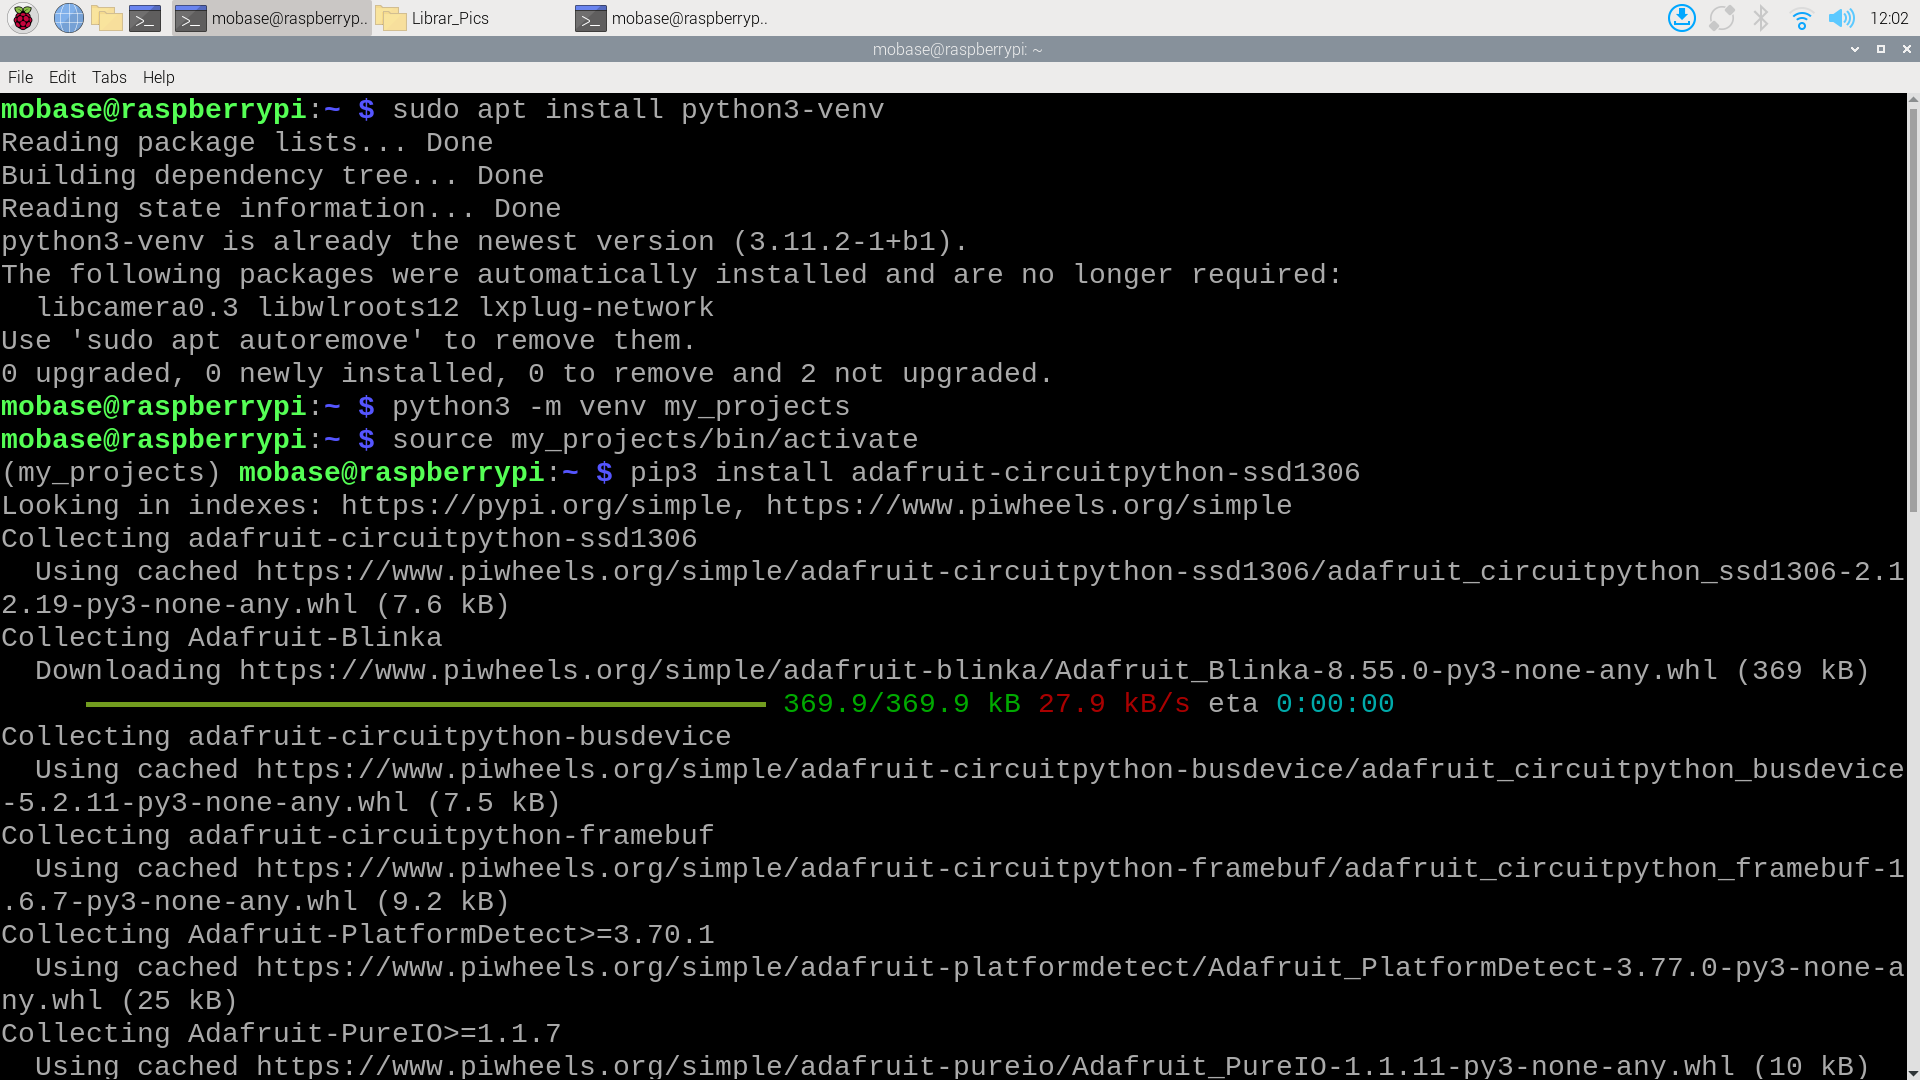 mobase@raspberryp..
Librar_Pics
mobase@raspberryp..
12:02
mobase@raspberrypi: ~
File Edit Tabs Help
mobase@raspberrypi:~ $ sudo apt install python3-venv
Reading package lists... Done
Building dependency tree... Done
Reading state information... Done
python3-venv is already the newest version (3.11.2-1+b1).
The following packages were automatically installed and are no longer required:
  libcamera0.3 libwlroots12 lxplug-network
Use 'sudo apt autoremove' to remove them.
0 upgraded, 0 newly installed, 0 to remove and 2 not upgraded.
mobase@raspberrypi:~ $ python3 -m venv my_projects
mobase@raspberrypi:~ $ source my_projects/bin/activate
(my_projects) mobase@raspberrypi:~ $ pip3 install adafruit-circuitpython-ssd1306
Looking in indexes: https://pypi.org/simple, https://www.piwheels.org/simple
Collecting adafruit-circuitpython-ssd1306
  Using cached https://www.piwheels.org/simple/adafruit-circuitpython-ssd1306/adafruit_circuitpython_ssd1306-2.1
2.19-py3-none-any.whl (7.6 kB)
Collecting Adafruit-Blinka
  Downloading https://www.piwheels.org/simple/adafruit-blinka/Adafruit_Blinka-8.55.0-py3-none-any.whl (369 kB)
369.9/369.9 kB 27.9 kB/s eta 0:00:00
Collecting adafruit-circuitpython-busdevice
  Using cached https://www.piwheels.org/simple/adafruit-circuitpython-busdevice/adafruit_circuitpython_busdevice
-5.2.11-py3-none-any.whl (7.5 kB)
Collecting adafruit-circuitpython-framebuf
  Using cached https://www.piwheels.org/simple/adafruit-circuitpython-framebuf/adafruit_circuitpython_framebuf-1
.6.7-py3-none-any.whl (9.2 kB)
Collecting Adafruit-PlatformDetect>=3.70.1
  Using cached https://www.piwheels.org/simple/adafruit-platformdetect/Adafruit_PlatformDetect-3.77.0-py3-none-a
ny.whl (25 kB)
Collecting Adafruit-PureIO>=1.1.7
  Using cached https://www.piwheels.org/simple/adafruit-pureio/Adafruit_PureIO-1.1.11-py3-none-any.whl (10 kB)